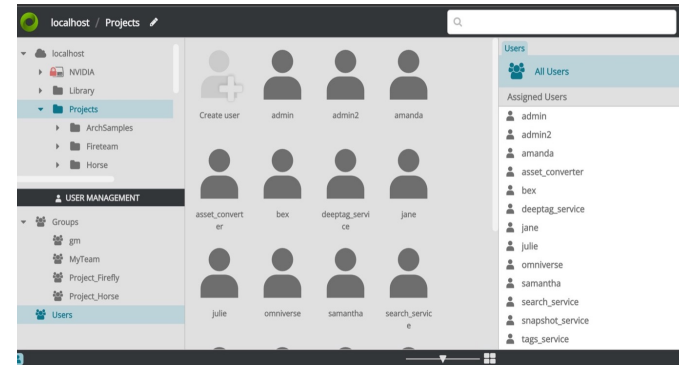 localhost / Projects
localhost
NVIDIA
Library
Projects
ArchSamples
Fireteam
Horse
USER MANAGEMENT
Groups
gm
MyTeam
Project_Firefly
Project_Horse
Users
Create user
admin
admin2
amanda
asset_convert
er
bex
deeptag_servi
ce
jane
julie
omniverse
samantha
search_servic
e
Users
All Users
Assigned Users
admin
admin2
amanda
asset_converter
bex
deeptag_service
jane
julie
omniverse
samantha
search_service
snapshot_service
tags_service